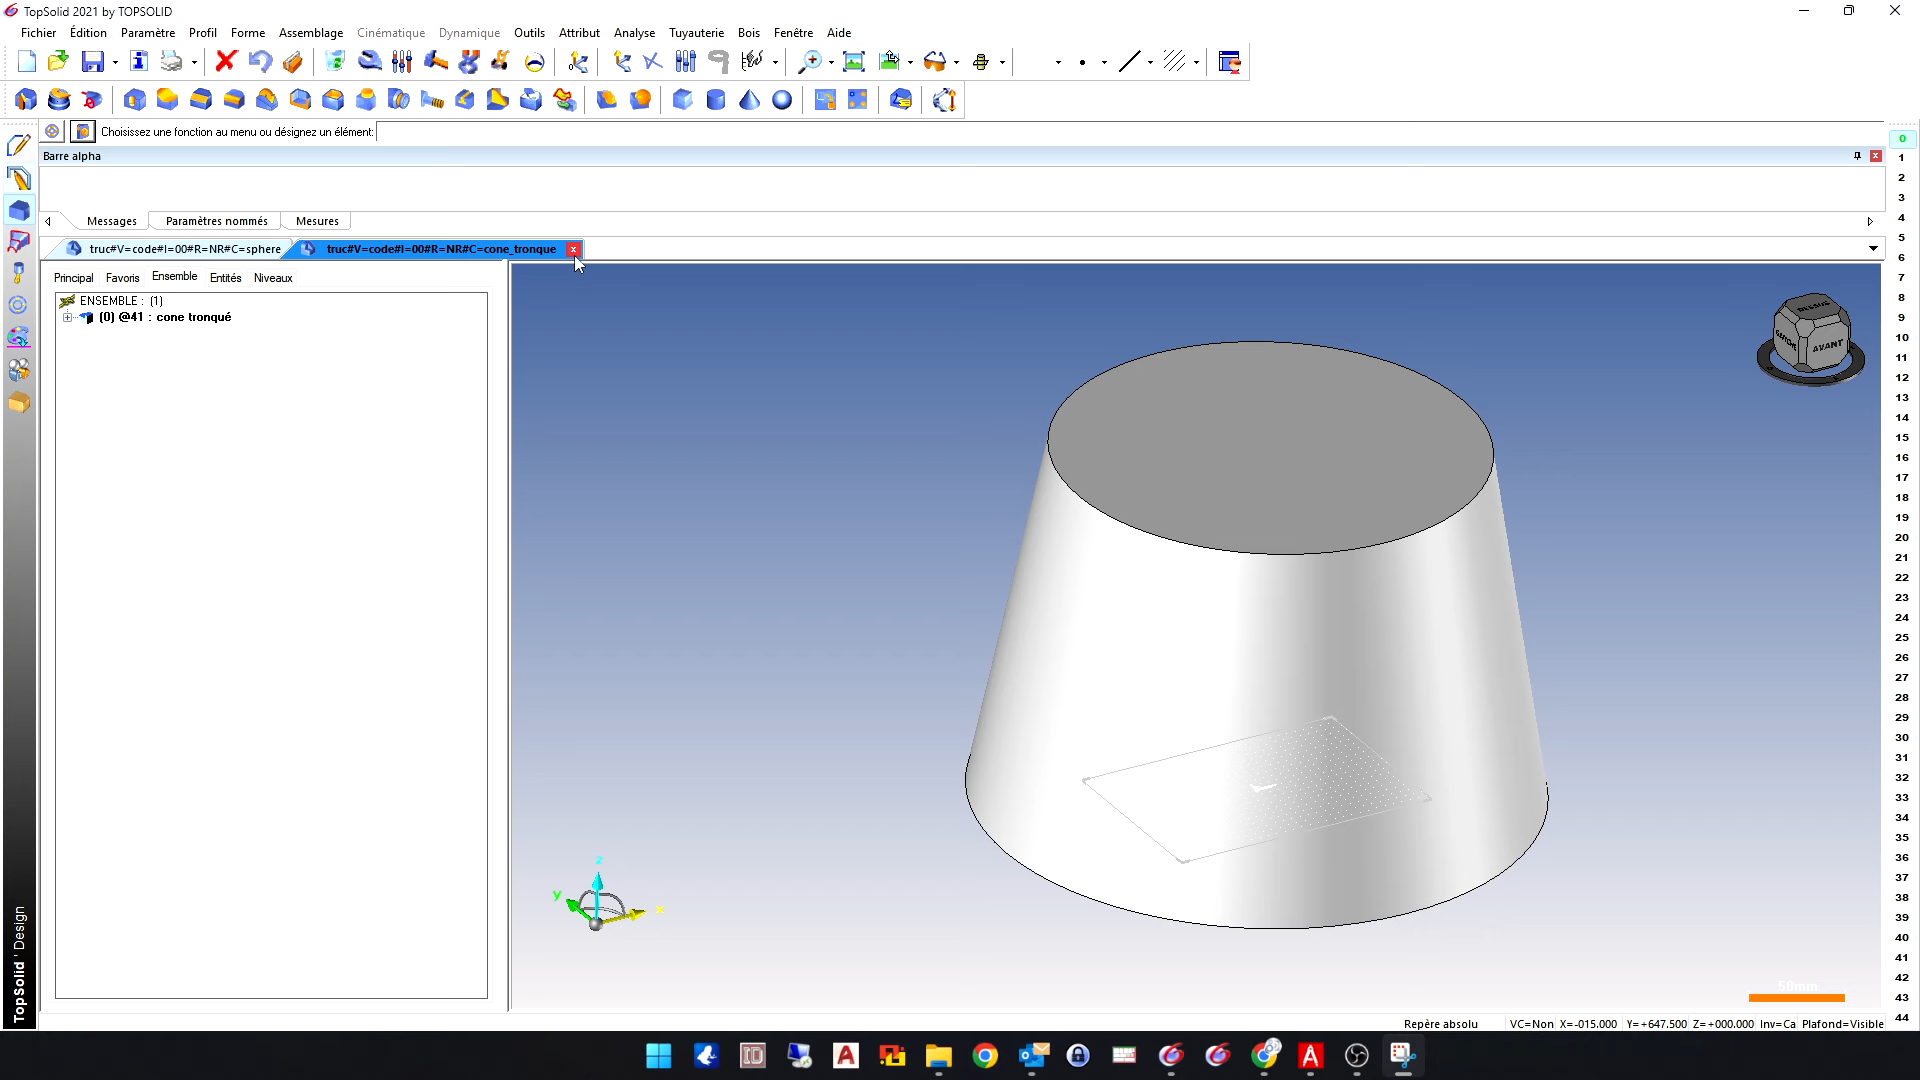 TopSolid 2021 by TOPSOLID
Fichier Édition Paramètre Profil Forme Assemblage Cinématique Dynamique Outils Attribut Analyse Tuyauterie Bois Fenêtre Aide
Choisissez une fonction au menu ou désignez un élément:
Barre alpha
Messages Paramètres nommés Mesures
truc#V=code#I=00#R=NR#C=sphere truc#V=code#I=00#R=NR#C=cone_tronque
Principal Favoris Ensemble Entités Niveaux
ENSEMBLE : (1)
(0) @41 : cone tronqué
DESSUS
GAUCHE
AVANT
z
y
x
50mm
TopSolid ' Design
0
1
2
3
4
5
6
7
8
9
10
11
12
13
14
15
16
17
18
19
20
21
22
23
24
25
26
27
28
29
30
31
32
33
34
35
36
37
38
39
40
41
42
43
44
Repère absolu VC=Non X=-015.000 Y=+647.500 Z=+000.000 Inv=Ca Plafond=Visible